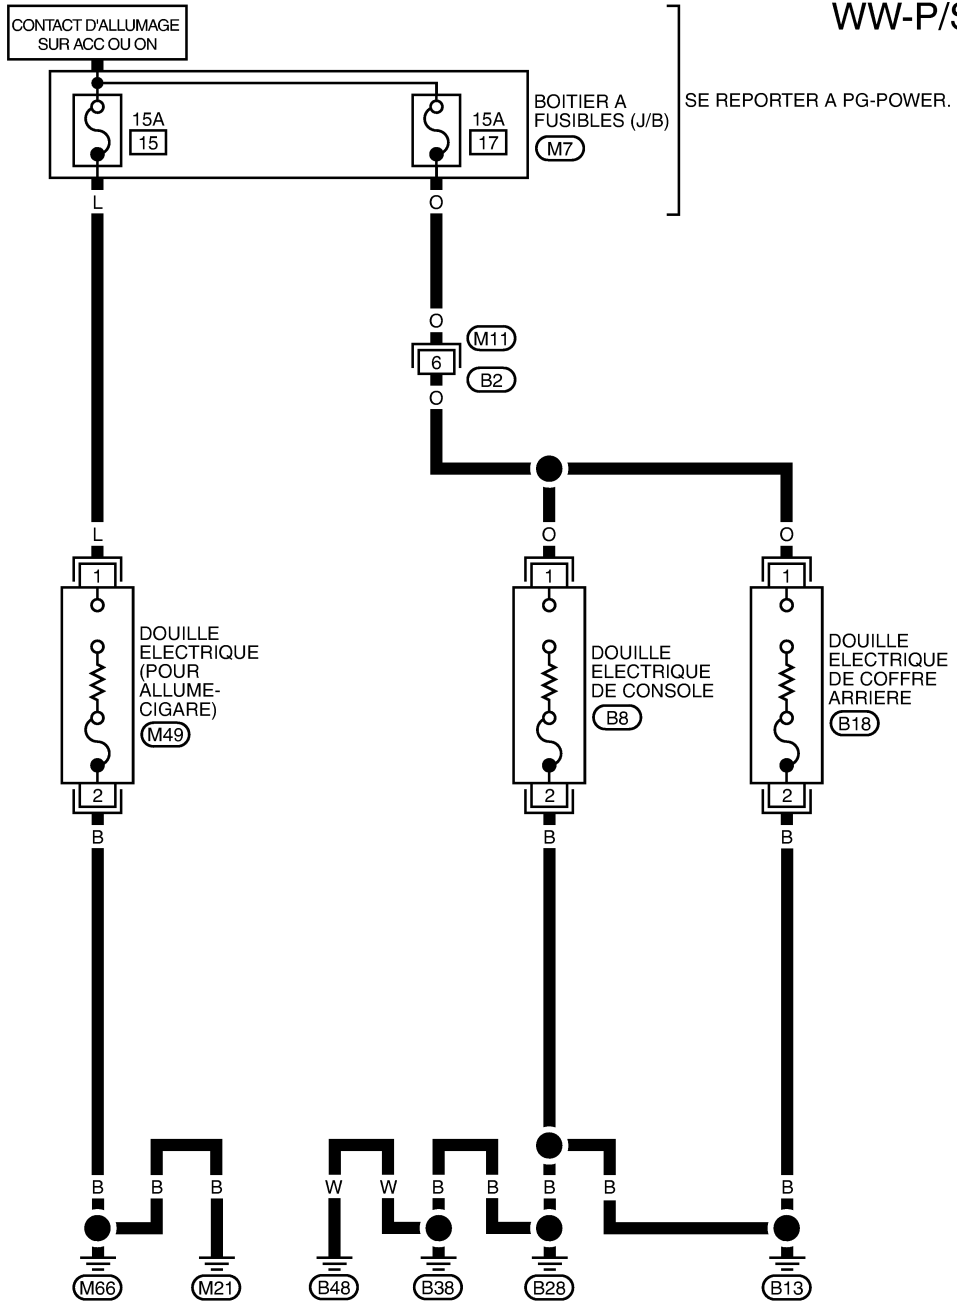 WW-P/S
CONTACT D'ALLUMAGE
SUR ACC OU ON
15A
15
15A
17
BOITIER A
FUSIBLES (J/B)
M7
SE REPORTER A PG-POWER.
L
O
O
M11
6
B2
O
L
O
O
1
1
1
DOUILLE
ELECTRIQUE
(POUR
ALLUME-
CIGARE)
M49
DOUILLE
ELECTRIQUE
DE CONSOLE
B8
DOUILLE
ELECTRIQUE
DE COFFRE
ARRIERE
B18
2
2
2
B
B
B
B
B
B
W
W
B
B
B
B
B
M66
M21
B48
B38
B28
B13